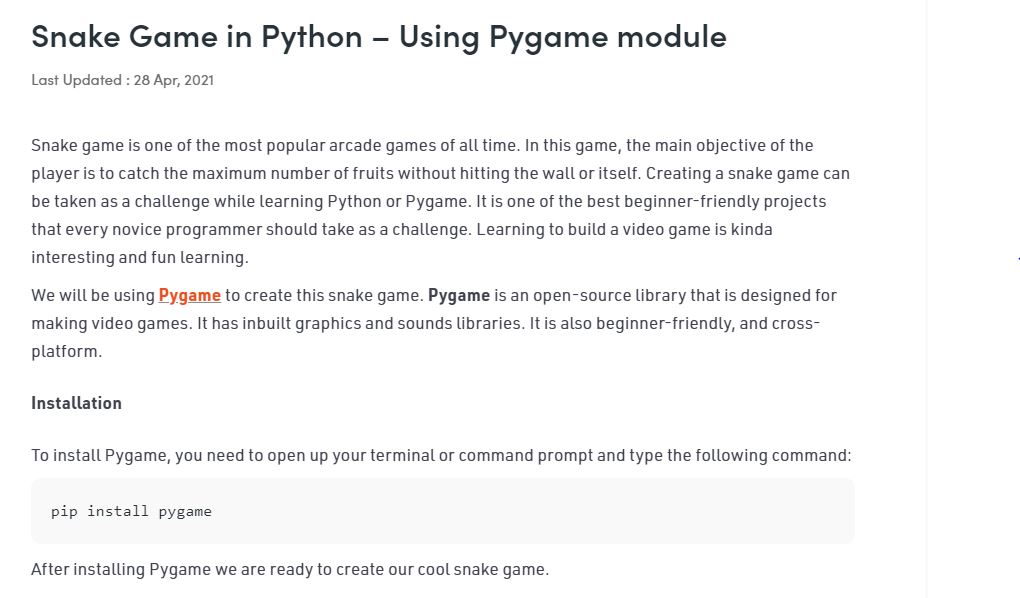 Snake Game in Python – Using Pygame module
Last Updated : 28 Apr, 2021
Snake game is one of the most popular arcade games of all time. In this game, the main objective of the
player is to catch the maximum number of fruits without hitting the wall or itself. Creating a snake game can
be taken as a challenge while learning Python or Pygame. It is one of the best beginner-friendly projects
that every novice programmer should take as a challenge. Learning to build a video game is kinda
interesting and fun learning.
We will be using Pygame to create this snake game. Pygame is an open-source library that is designed for
making video games. It has inbuilt graphics and sounds libraries. It is also beginner-friendly, and cross-
platform.
Installation
To install Pygame, you need to open up your terminal or command prompt and type the following command:
pip install pygame
After installing Pygame we are ready to create our cool snake game.